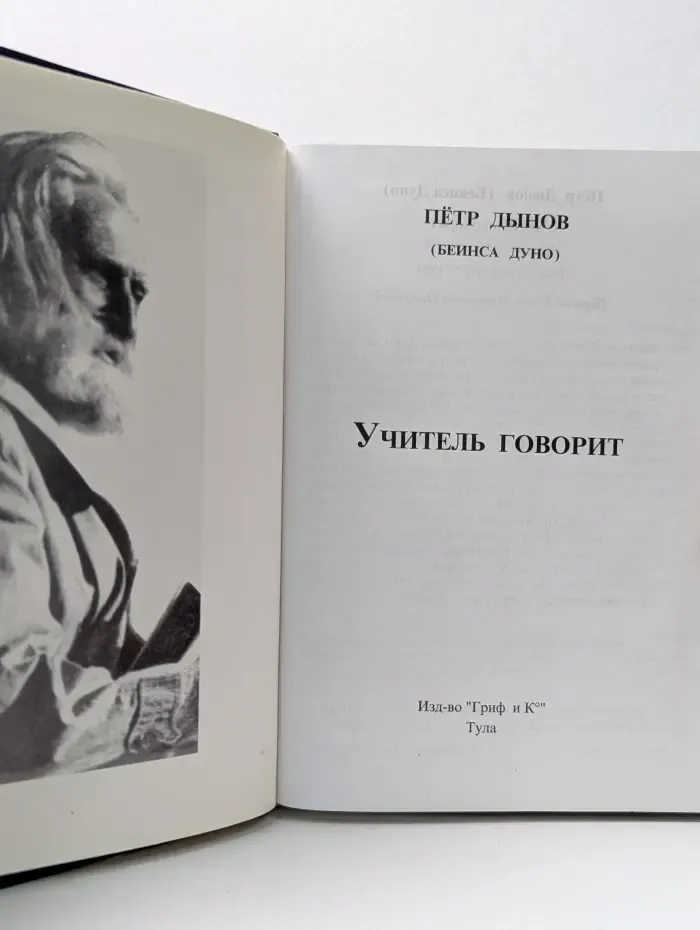 ПЁТР ДЫНОВ
(БЕИНСА ДУНО)
УЧИТЕЛЬ ГОВОРИТ
Изд-во "Гриф и К°"
Тула